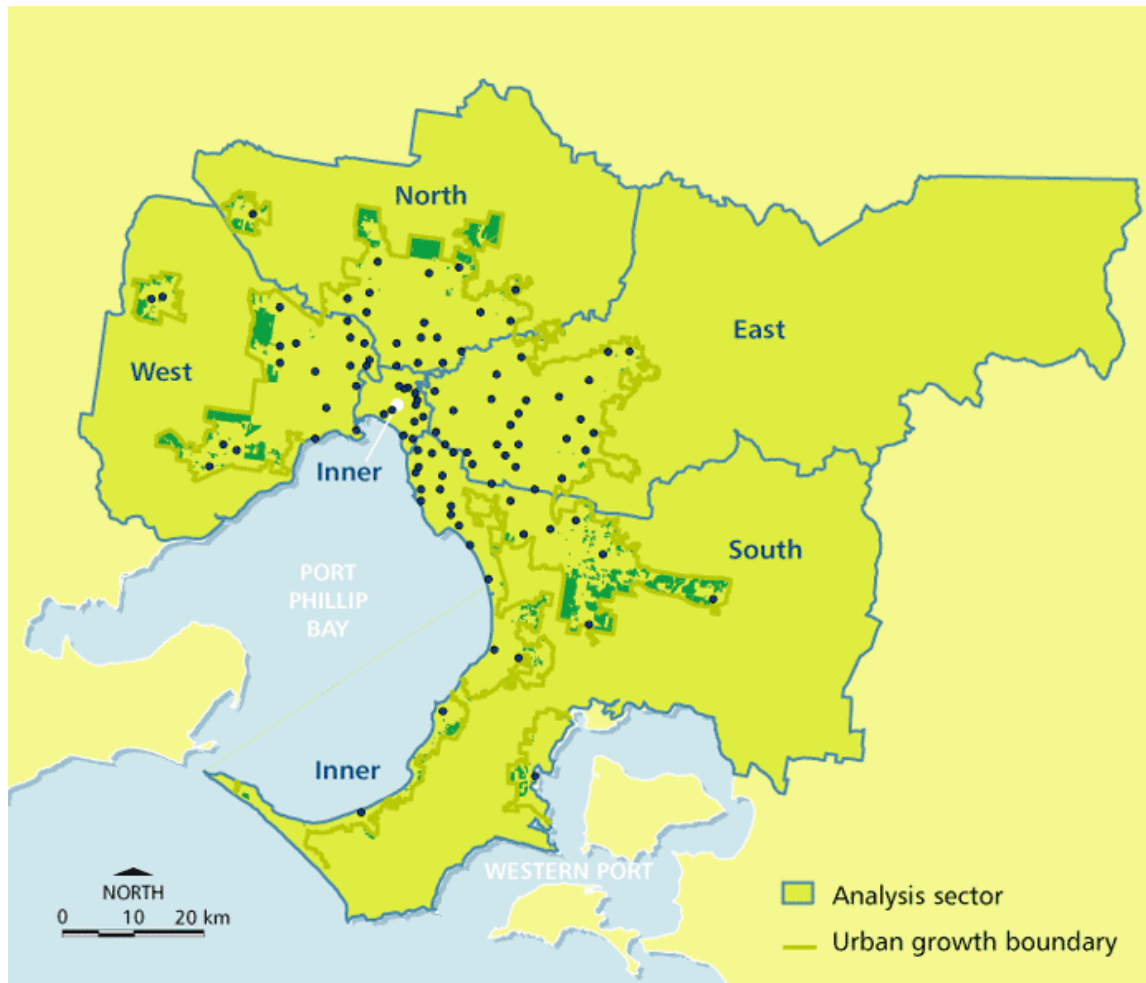 North
East
West
Inner
South
PORT
PHILLIP
BAY
Inner
WESTERN PORT
NORTH
0 10 20 km
Analysis sector
Urban growth boundary